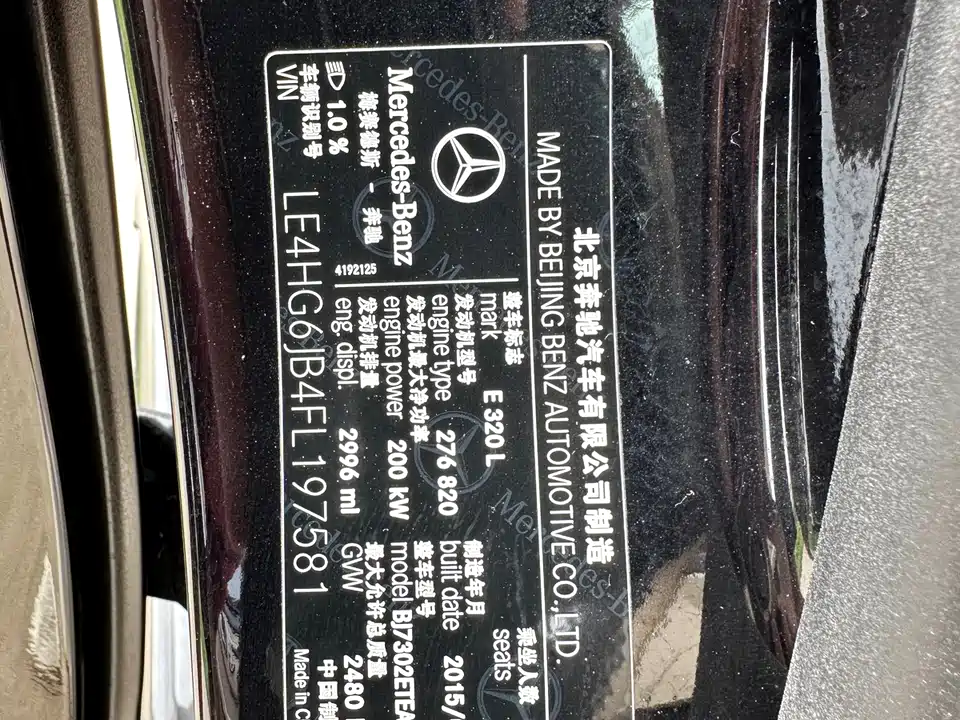 北京奔驰汽车有限公司制造
MADE BY BEIJING BENZ AUTOMOTIVE CO.,LTD.
Mercedes-Benz
梅赛德斯 - 奔驰
4192125
1.0 %
整车标志
mark E 320 L
乘坐人数
seats
发动机型号
engine type 276 820
制造年月
built date 2015/
发动机最大净功率
engine power 200 kW
整车型号
model BJ7302ETEA
发动机排量
eng. displ. 2996 ml
最大允许总质量
GVW 2480
车辆识别号
VIN LE4HG6JB4FL197581
中国制
Made in C